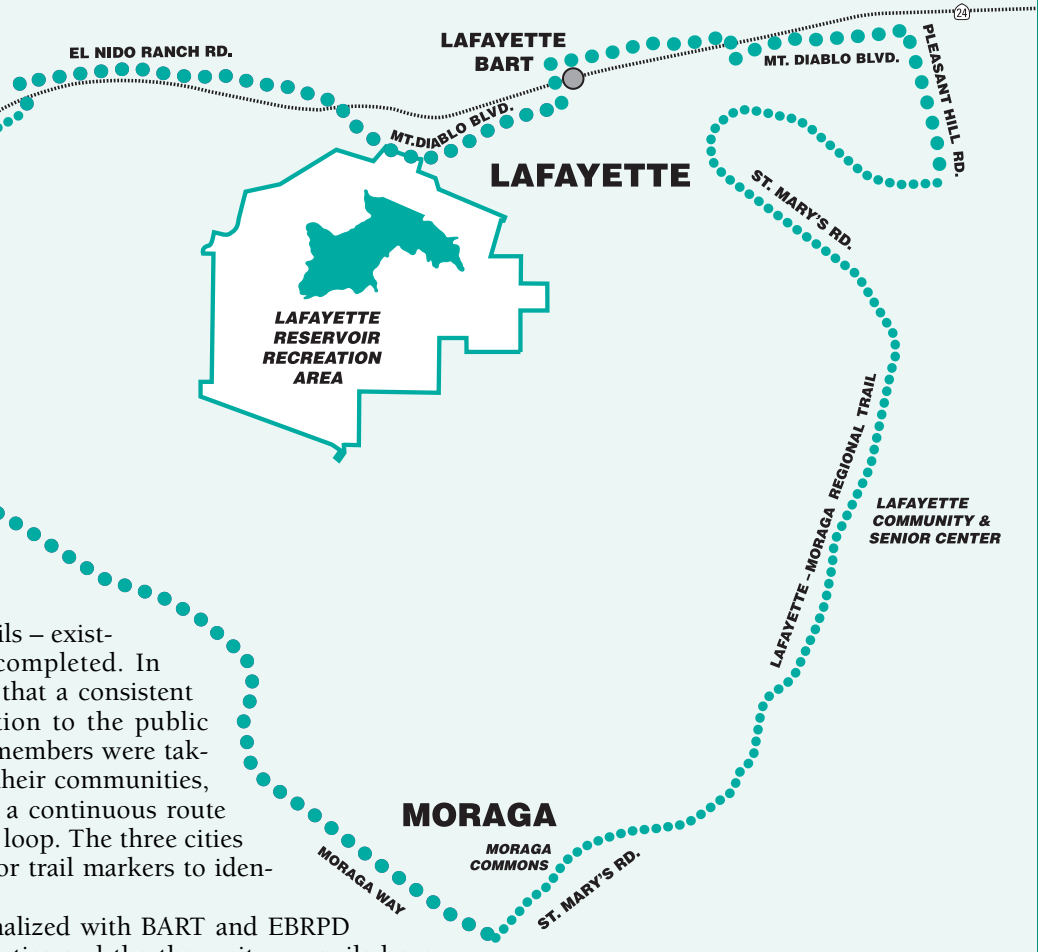 24
EL NIDO RANCH RD.
LAFAYETTE
BART
MT. DIABLO BLVD.
PLEASANT HILL RD.
MT.DIABLO BLVD.
LAFAYETTE
ST. MARY'S RD.
LAFAYETTE
RESERVOIR
RECREATION
AREA
LAFAYETTE–MORAGA REGIONAL TRAIL
LAFAYETTE
COMMUNITY &
SENIOR CENTER
ils – exist-
completed. In
that a consistent
tion to the public
members were tak-
their communities,
a continuous route
loop. The three cities
or trail markers to iden-
MORAGA
MORAGA
COMMONS
MORAGA WAY
ST. MARY'S RD.
nalized with BART and EBRPD